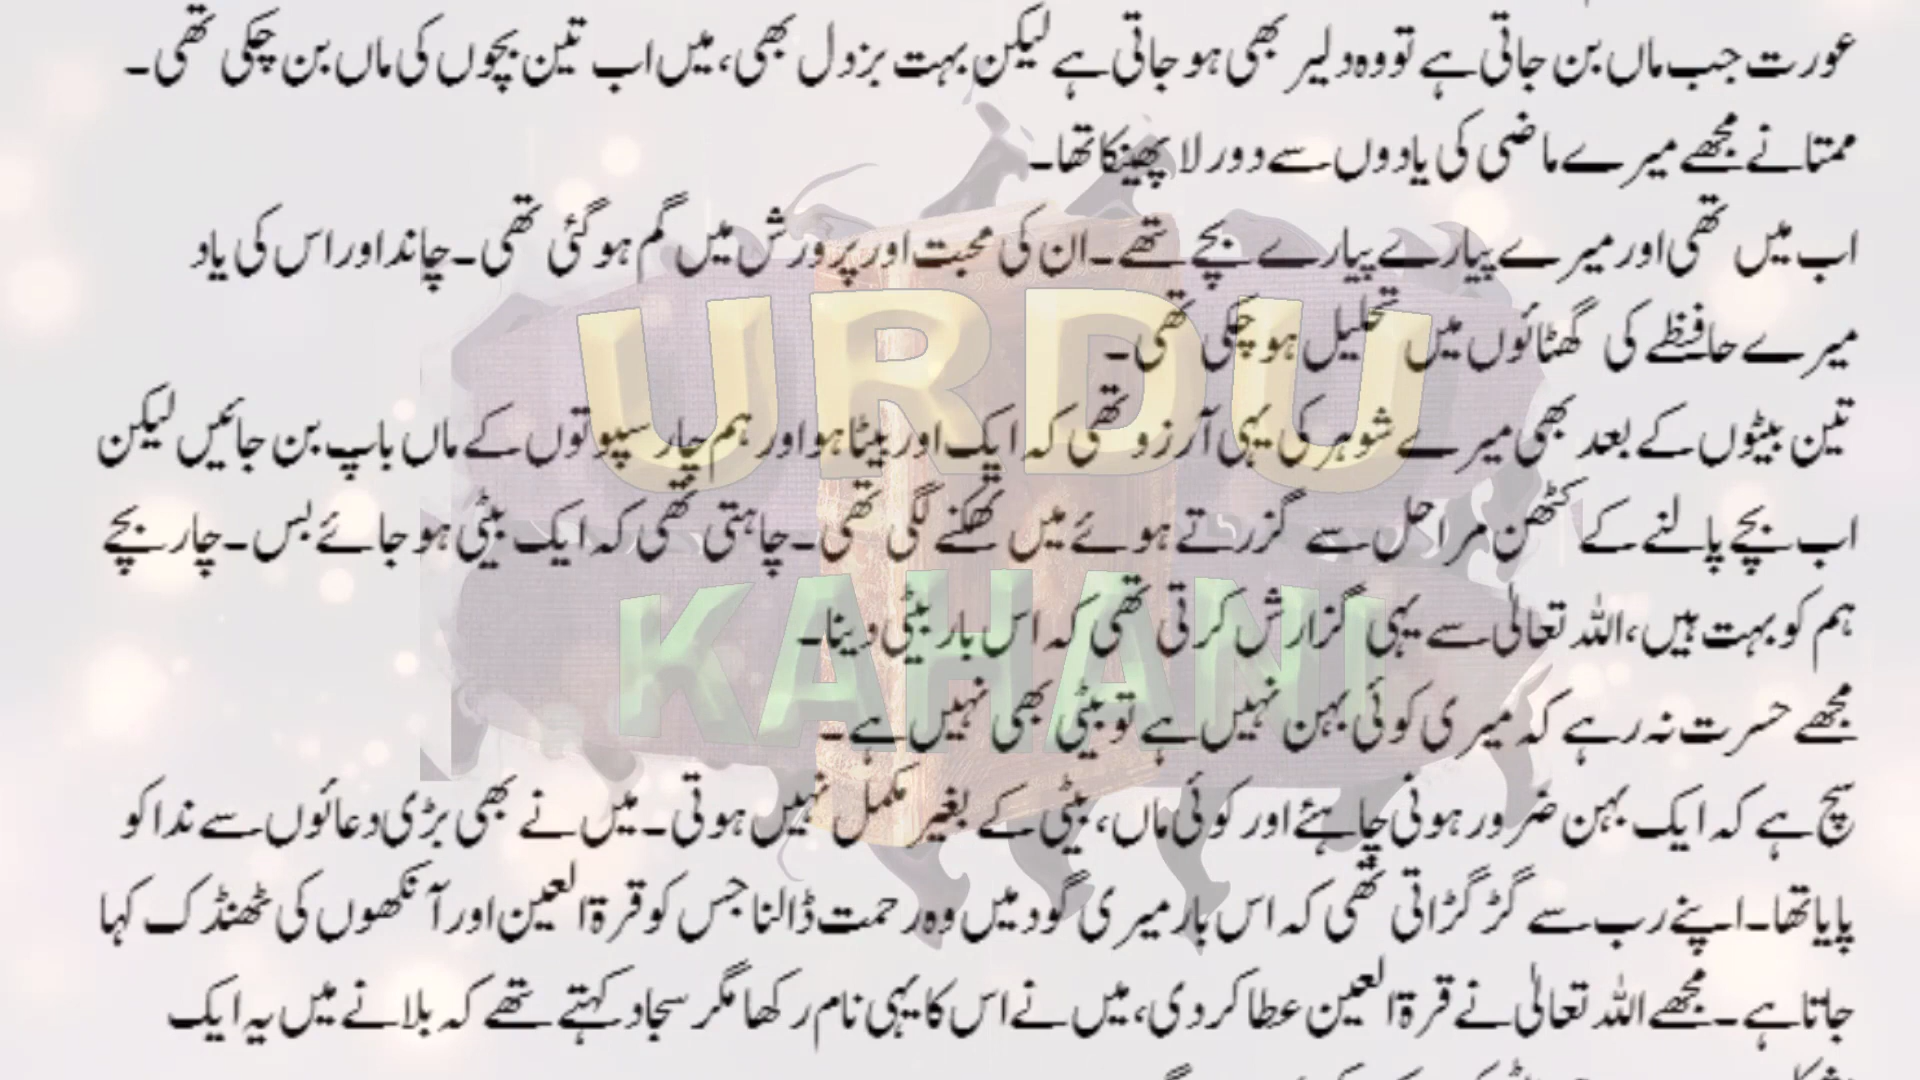 عورت جب ماں بن جاتی ہے تو وہ دلیر بھی ہو جاتی ہے لیکن بہت بزدل بھی، میں اب تین بچوں کی ماں بن چکی تھی۔
ممتا نے مجھے میرے ماضی کی یادوں سے دور لا پھینکا تھا۔
اب میں تھی اور میرے پیارے پیارے بچے تھے۔ ان کی محبت اور پرورش میں گم ہو گئی تھی۔ چاند اور اس کی یاد
میرے حافظے کی گھٹائوں میں تحلیل ہو چکی تھی۔
تین بیٹوں کے بعد بھی میرے شوہر کی یہی آرزو تھی کہ ایک اور بیٹا ہو اور ہم چار سپوتوں کے ماں باپ بن جائیں لیکن
اب بچے پالنے کے کٹھن مراحل سے گزرتے ہوئے میں تھکنے لگی تھی۔ چاہتی تھی کہ ایک بیٹی ہو جائے بس۔ چار بچے
ہم کو بہت ہیں، اللہ تعالٰی سے یہی گزارش کرتی تھی کہ اس بار بیٹی دینا۔
مجھے حسرت نہ رہے کہ میری کوئی بہن نہیں ہے تو بیٹی بھی نہیں ہے۔
سچ ہے کہ ایک بہن ضرور ہونی چاہئے اور کوئی ماں، بیٹی کے بغیر مکمل نہیں ہوتی۔ میں نے بھی بڑی دعائوں سے ندا کو
پایا تھا۔ اپنے رب سے گڑگڑاتی تھی کہ اس بار میری گود میں وہ رحمت ڈالنا جس کو قرۃ العین اور آنکھوں کی ٹھنڈک کہا
جاتا ہے۔ مجھے اللہ تعالٰی نے قرۃ العین عطا کر دی، میں نے اس کا یہی نام رکھا مگر سجاد کہتے تھے کہ بلانے میں یہ ایک
URDU
KAHANI